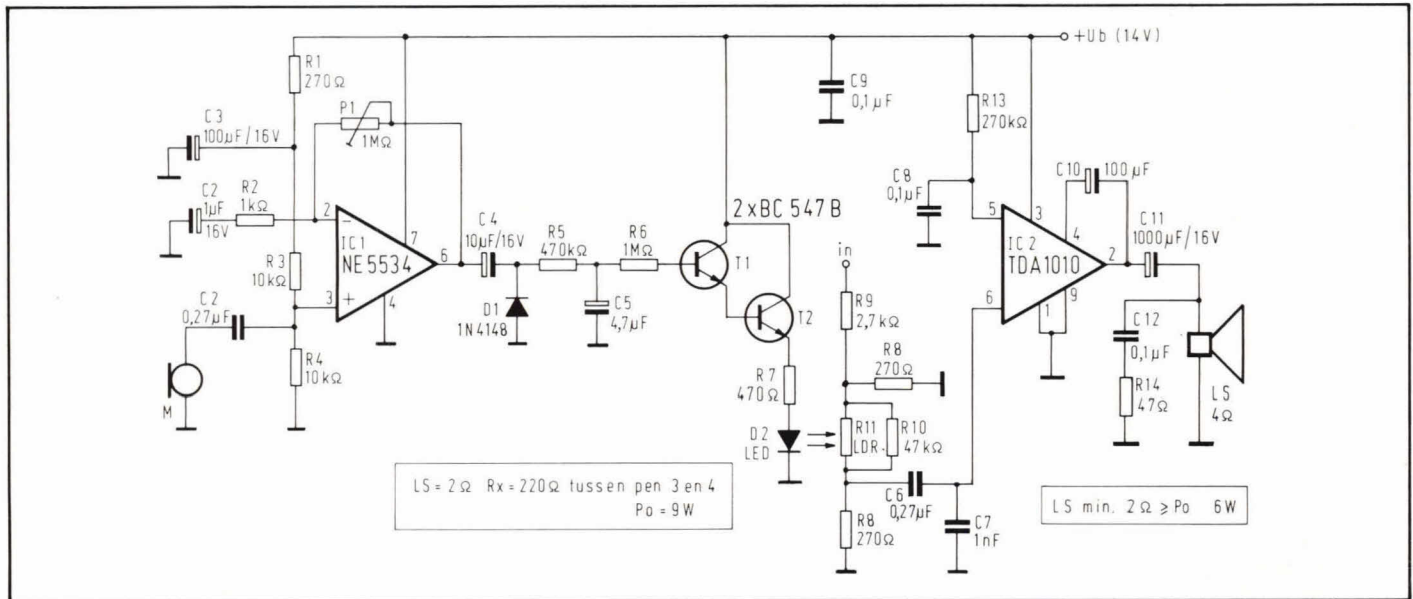 +Ub (14V)
R1
270Ω
C3
100µF/16V
P1
1MΩ
C9
0,1µF
R13
270kΩ
C10
100µF
C2
1µF
16V
R2
1kΩ
2
7
IC1
NE5534
6
3
4
R3
10kΩ
C2
0,27µF
R4
10kΩ
M
C4
10µF/16V
R5
470kΩ
R6
1MΩ
D1
1N4148
C5
4,7µF
2xBC 547B
T1
T2
R7
470Ω
D2
LED
in
R9
2,7kΩ
R8
270Ω
R11
LDR
R10
47kΩ
C6
0,27µF
R8
270Ω
C7
1nF
C8
0,1µF
5
3
4
IC2
TDA1010
2
6
1
9
C11
1000µF/16V
C12
0,1µF
R14
47Ω
LS
4Ω
LS = 2Ω Rx = 220Ω tussen pen 3 en 4
Po = 9W
LS min. 2Ω ≥ Po 6W